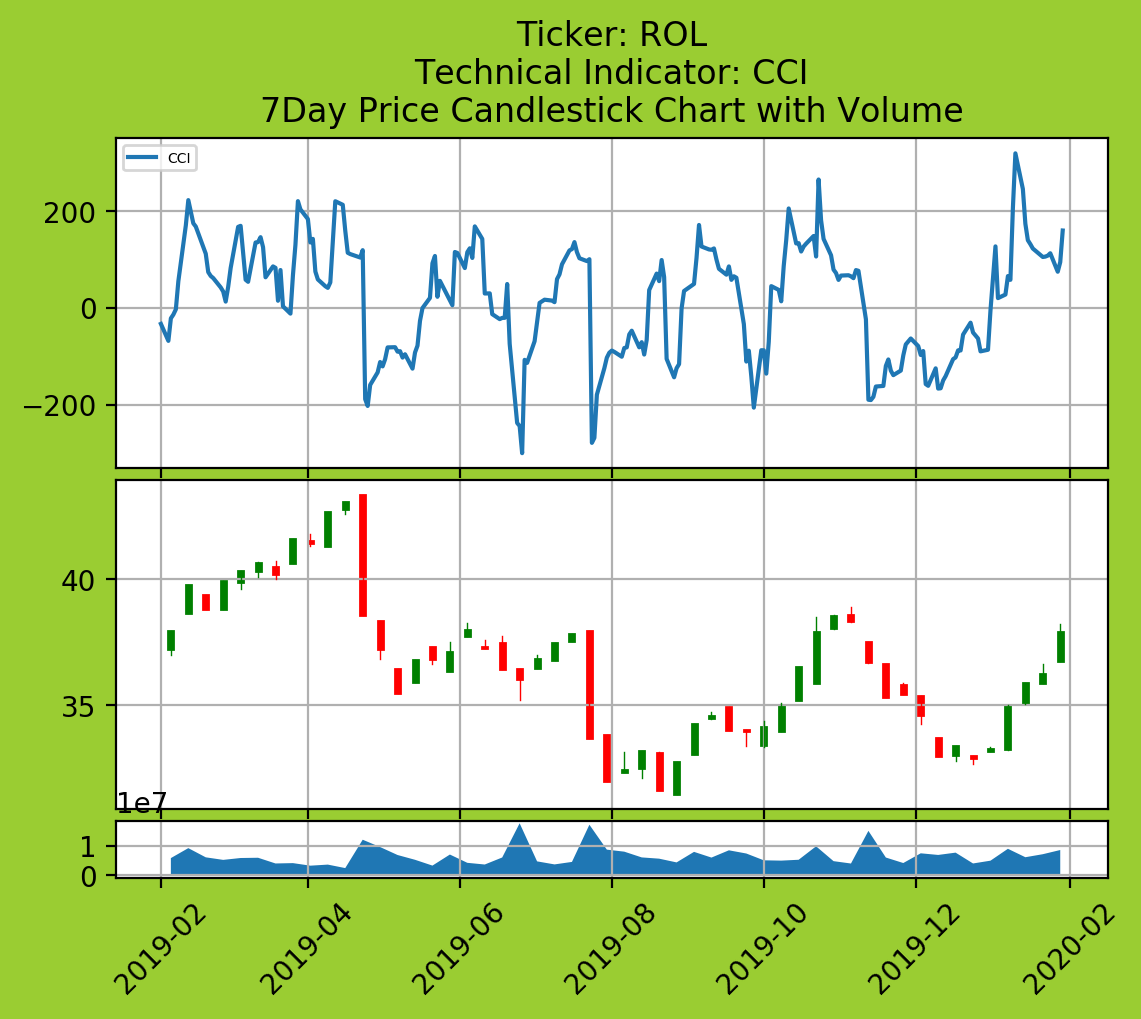 Ticker: ROL
Technical Indicator: CCI
7Day Price Candlestick Chart with Volume
CCI
200
0
−200
40
35
1e7
1
0
2019-02
2019-04
2019-06
2019-08
2019-10
2019-12
2020-02